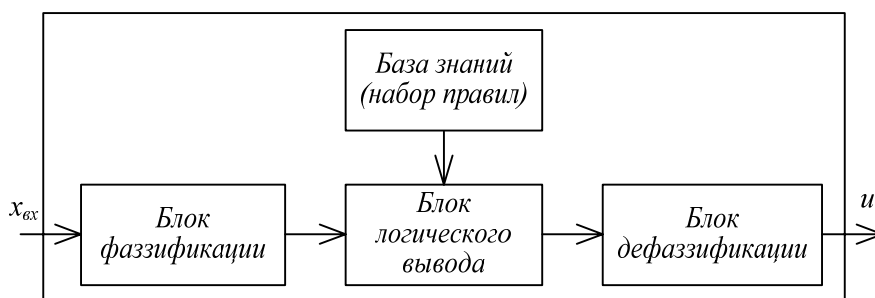 База знаний
(набор правил)
x_вх
Блок
фаззификации
Блок
логического
вывода
Блок
дефаззификации
u